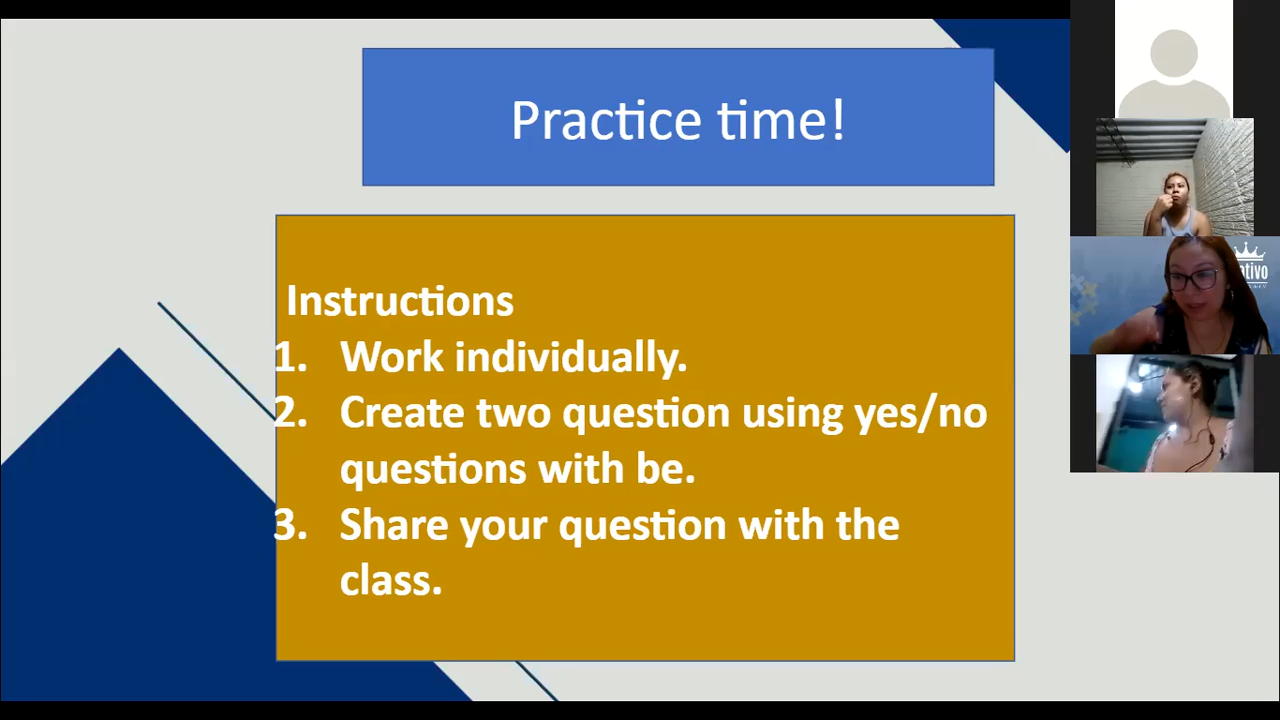 Practice time!
Instructions
1. Work individually.
2. Create two question using yes/no
questions with be.
3. Share your question with the
class.